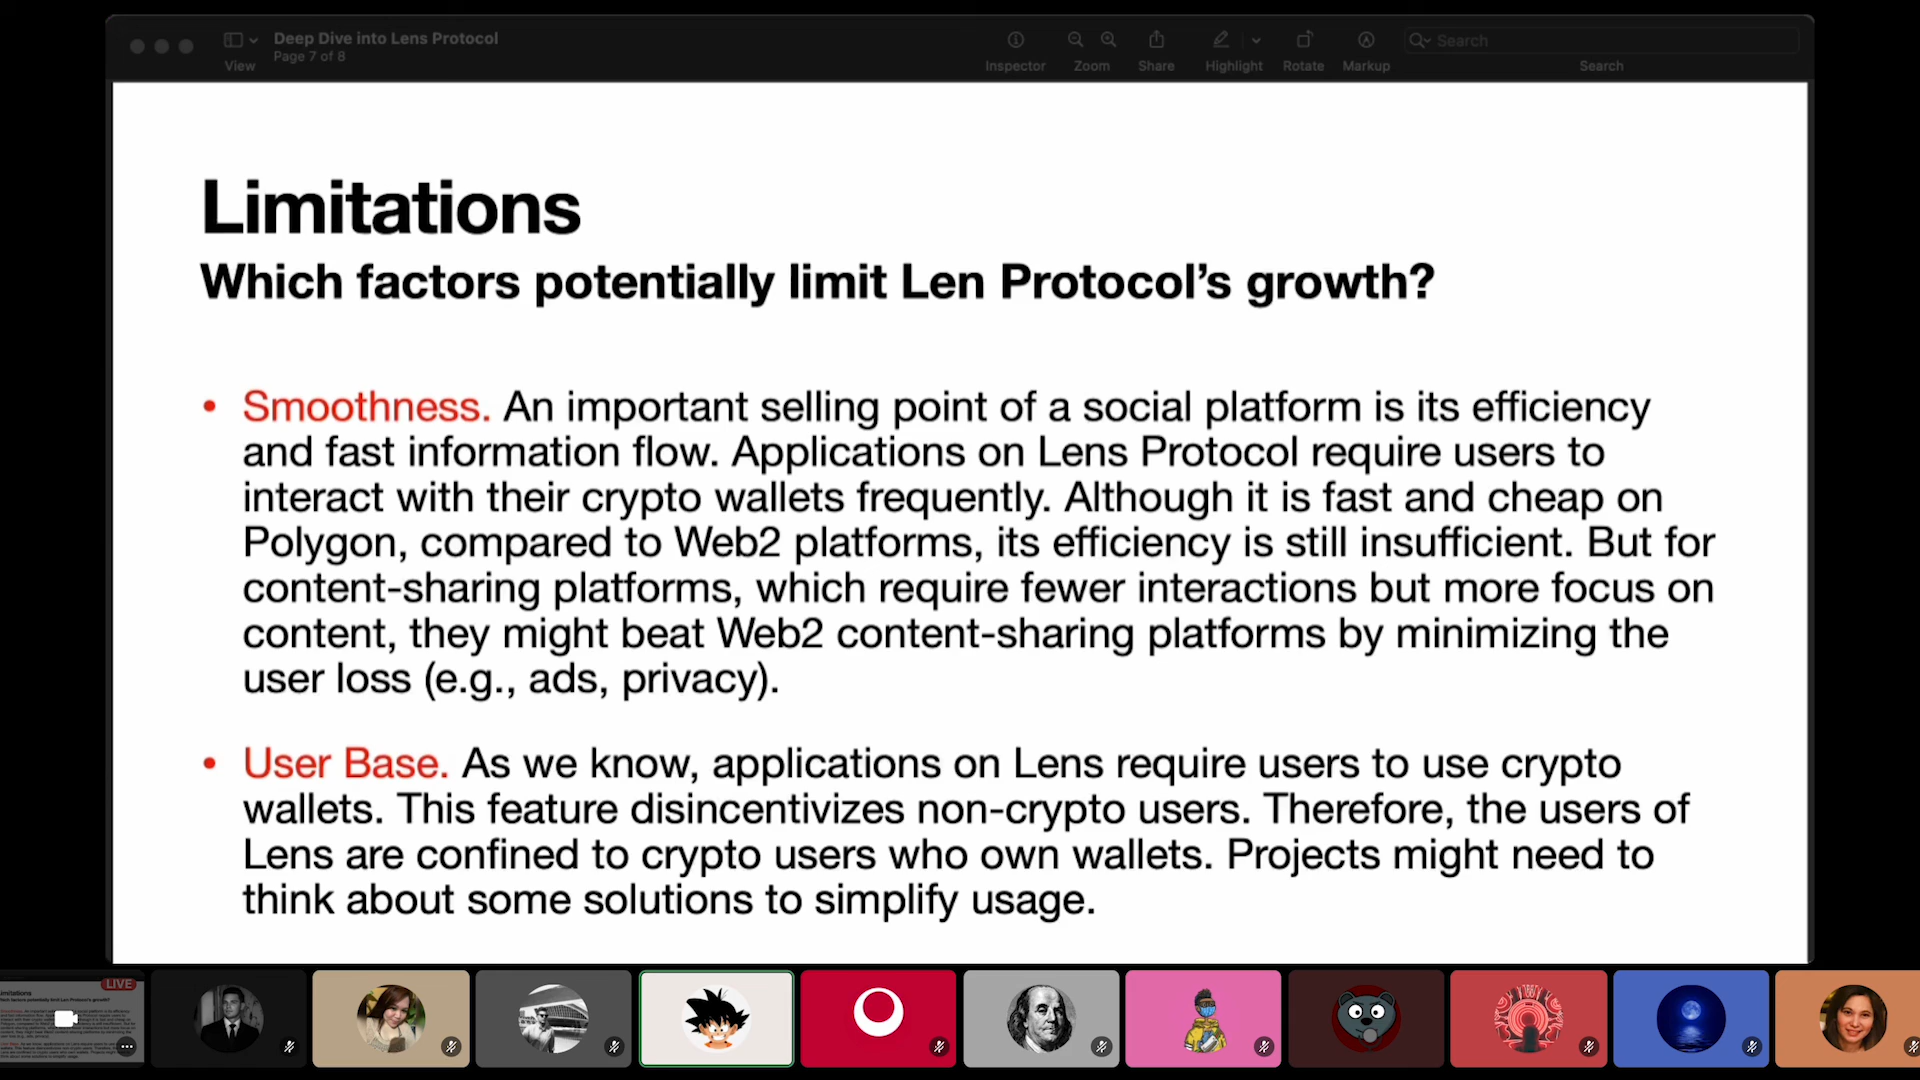 Deep Dive into Lens Protocol
Page 7 of 8
View
Inspector
Zoom
Share
Highlight
Rotate
Markup
Search
Search
Limitations
Which factors potentially limit Len Protocol's growth?
• Smoothness. An important selling point of a social platform is its efficiency
and fast information flow. Applications on Lens Protocol require users to
interact with their crypto wallets frequently. Although it is fast and cheap on
Polygon, compared to Web2 platforms, its efficiency is still insufficient. But for
content-sharing platforms, which require fewer interactions but more focus on
content, they might beat Web2 content-sharing platforms by minimizing the
user loss (e.g., ads, privacy).
• User Base. As we know, applications on Lens require users to use crypto
wallets. This feature disincentivizes non-crypto users. Therefore, the users of
Lens are confined to crypto users who own wallets. Projects might need to
think about some solutions to simplify usage.
LIVE